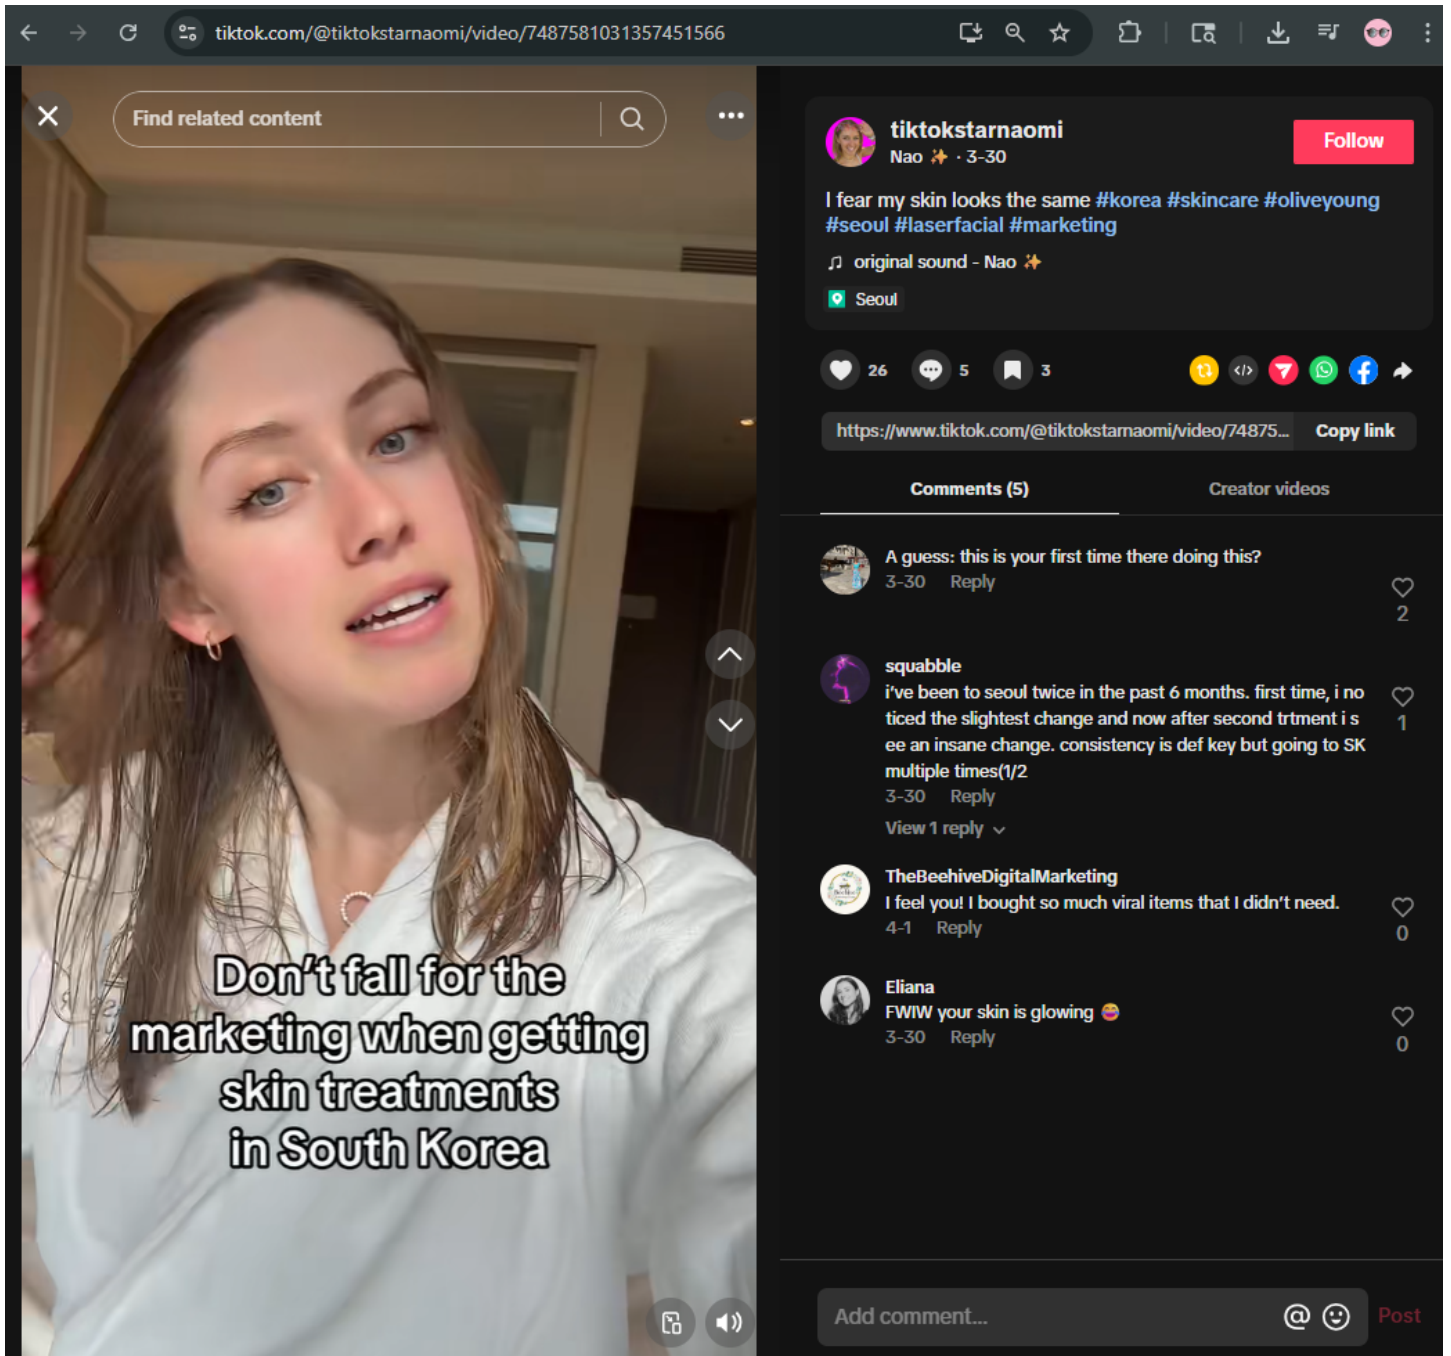 tiktok.com/@tiktokstarnaomi/video/7487581031357451566
Find related content
Don't fall for the
marketing when getting
skin treatments
in South Korea
tiktokstarnaomi
Nao ✨ · 3-30
Follow
I fear my skin looks the same #korea #skincare #oliveyoung
#seoul #laserfacial #marketing
original sound - Nao ✨
Seoul
26
5
3
https://www.tiktok.com/@tiktokstarnaomi/video/74875...
Copy link
Comments (5)
Creator videos
A guess: this is your first time there doing this?
3-30 Reply
2
squabble
i've been to seoul twice in the past 6 months. first time, i no
ticed the slightest change and now after second trtment i s
ee an insane change. consistency is def key but going to SK
multiple times(1/2
1
3-30 Reply
View 1 reply
TheBeehiveDigitalMarketing
I feel you! I bought so much viral items that I didn't need.
4-1 Reply
0
Eliana
FWIW your skin is glowing 😂
3-30 Reply
0
Add comment...
Post